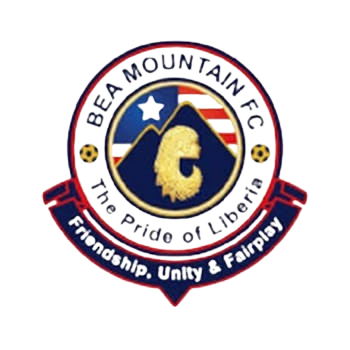 BEA MOUNTAIN FC
The Pride of Liberia
Friendship, Unity & Fairplay